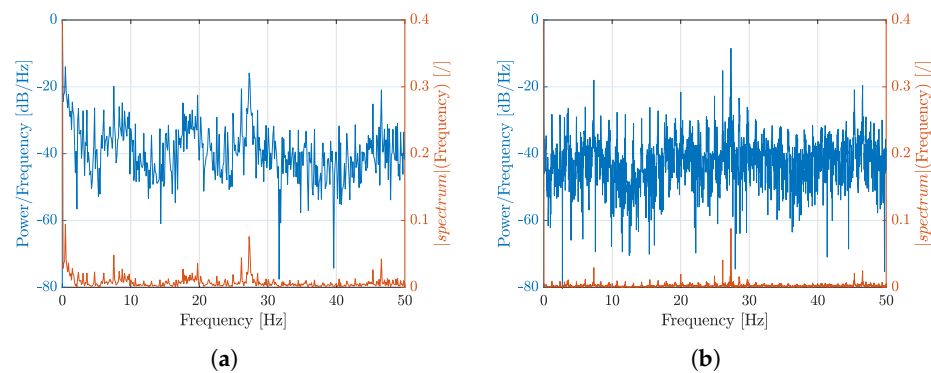 0
−20
−40
−60
−80
Power/Frequency [dB/Hz]
0 10 20 30 40 50
Frequency [Hz]
0.4
0.3
0.2
0.1
0
|spectrum|(Frequency) [/]
(a)
0
−20
−40
−60
−80
Power/Frequency [dB/Hz]
0 10 20 30 40 50
Frequency [Hz]
0.4
0.3
0.2
0.1
0
|spectrum|(Frequency) [/]
(b)